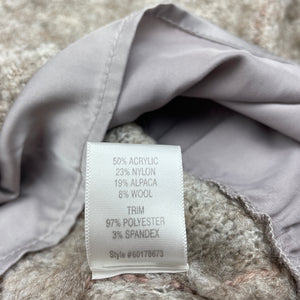 50% ACRYLIC
23% NYLON
19% ALPACA
8% WOOL
TRIM
97% POLYESTER
3% SPANDEX
Style #60178673